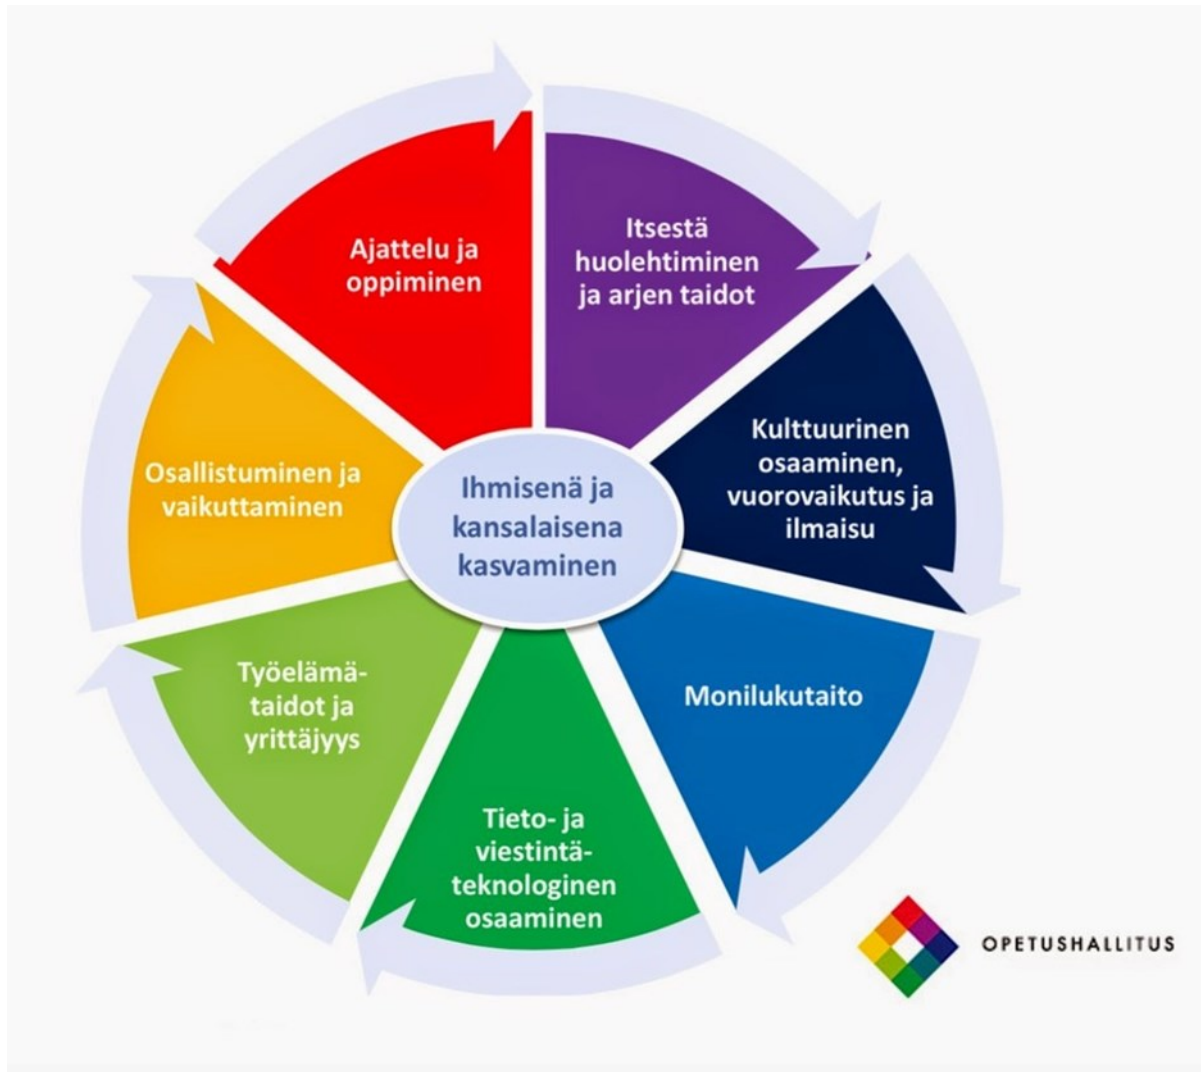 Ajattelu ja
oppiminen
Itsestä
huolehtiminen
ja arjen taidot
Kulttuurinen
osaaminen,
vuorovaikutus ja
ilmaisu
Monilukutaito
Tieto- ja
viestintä-
teknologinen
osaaminen
Työelämä-
taidot ja
yrittäjyys
Osallistuminen ja
vaikuttaminen
Ihmisenä ja
kansalaisena
kasvaminen
OPETUSHALLITUS